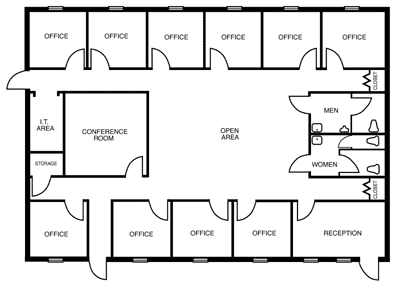 OFFICE OFFICE OFFICE OFFICE OFFICE OFFICE
CLOSET
I.T.
AREA
CONFERENCE
ROOM
OPEN
AREA
MEN
STORAGE
WOMEN
CLOSET
OFFICE OFFICE OFFICE OFFICE RECEPTION